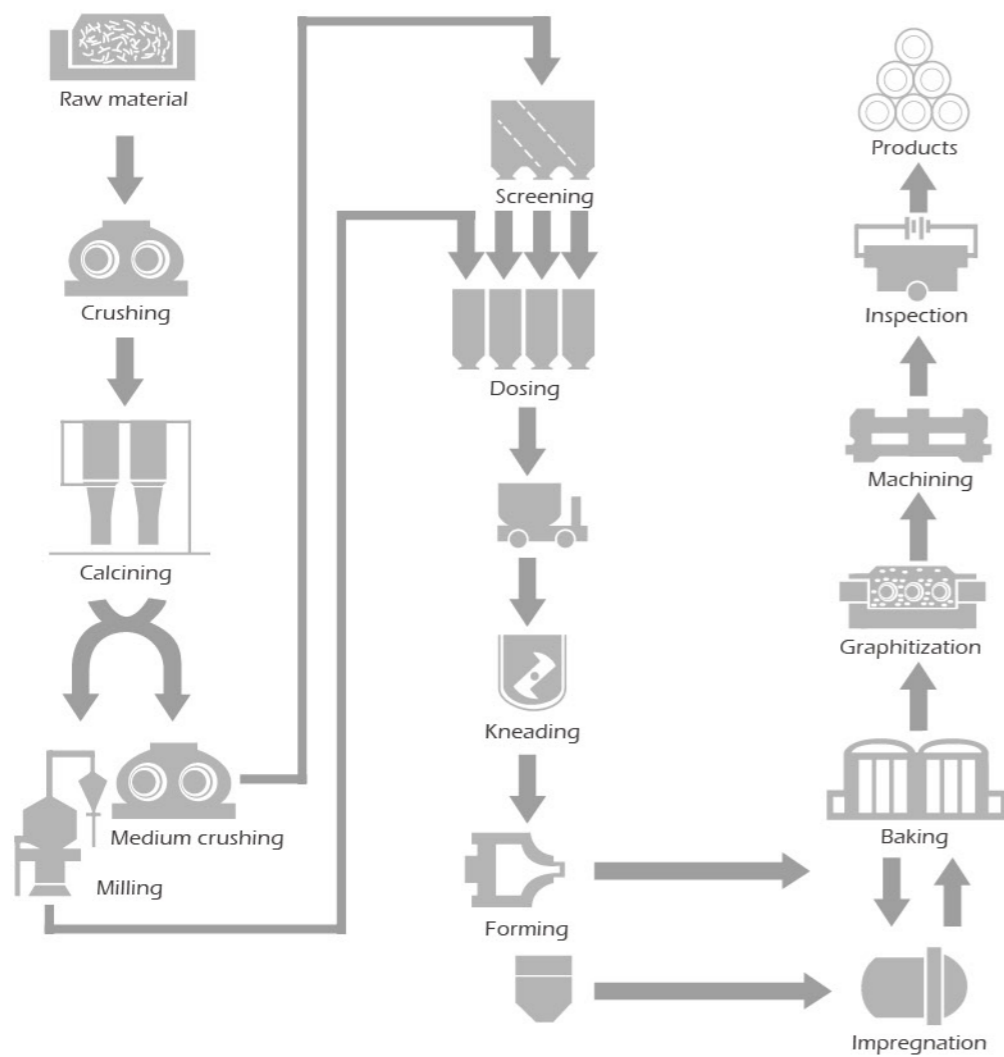 Raw material
Crushing
Calcining
Medium crushing
Milling
Screening
Dosing
Kneading
Forming
Products
Inspection
Machining
Graphitization
Baking
Impregnation